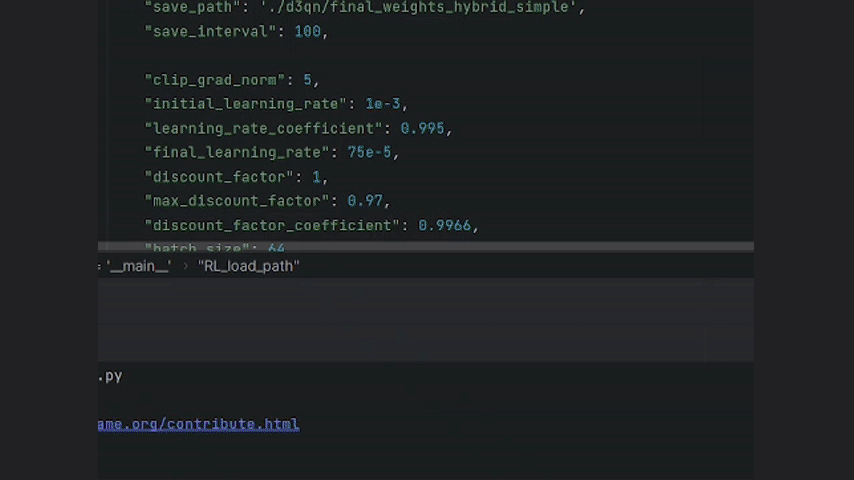 "save_path": './d3qn/final_weights_hybrid_simple',
"save_interval": 100,
"clip_grad_norm": 5,
"initial_learning_rate": 1e-3,
"learning_rate_coefficient": 0.995,
"final_learning_rate": 75e-5,
"discount_factor": 1,
"max_discount_factor": 0.97,
"discount_factor_coefficient": 0.9966,
"batch_size": 64
= '__main__' › "RL_load_path"
.py
ame.org/contribute.html